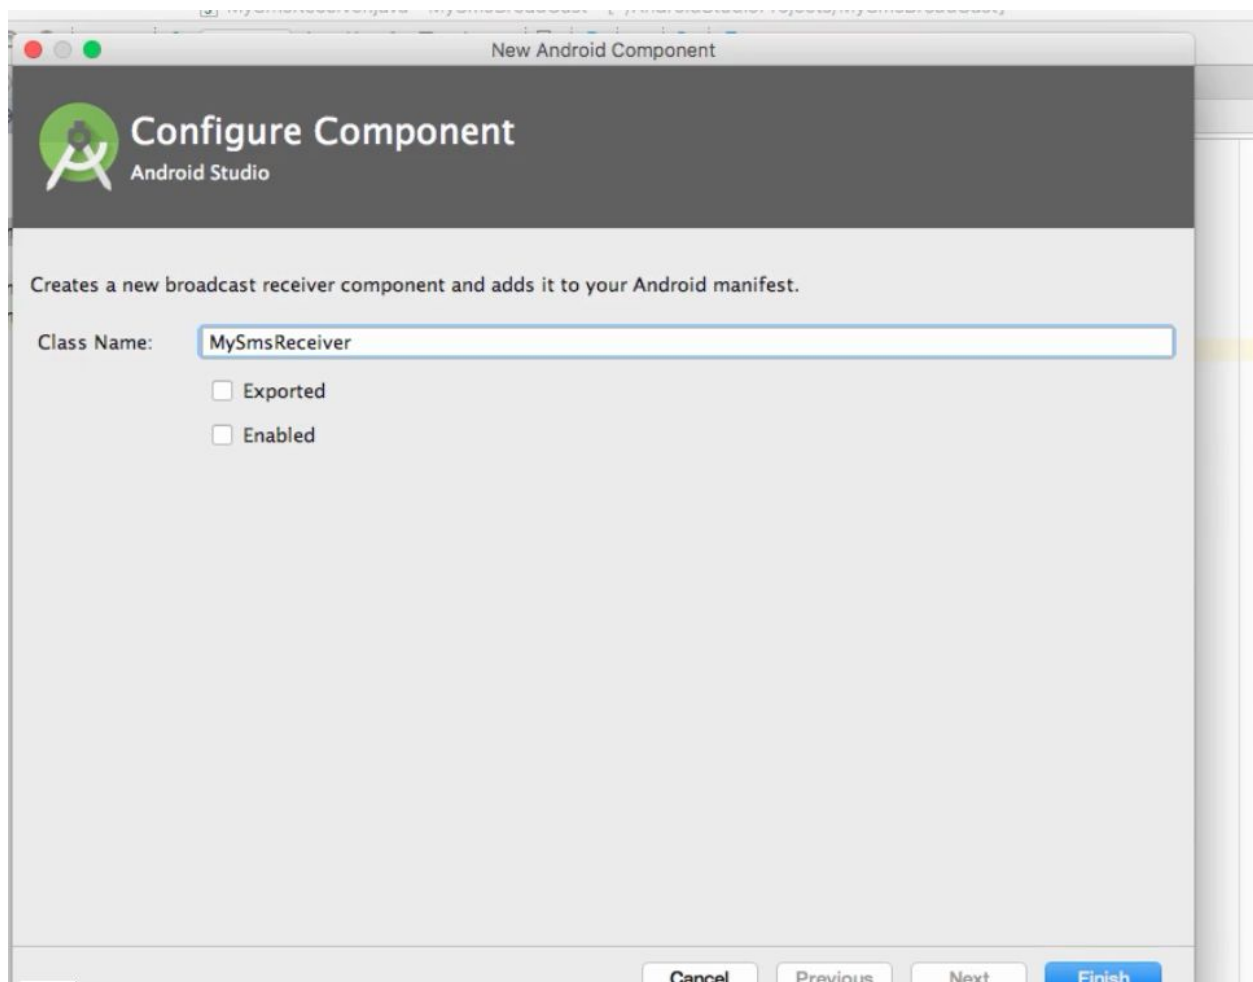 New Android Component
Configure Component
Android Studio
Creates a new broadcast receiver component and adds it to your Android manifest.
Class Name: MySmsReceiver
Exported
Enabled
Cancel Previous Next Finish